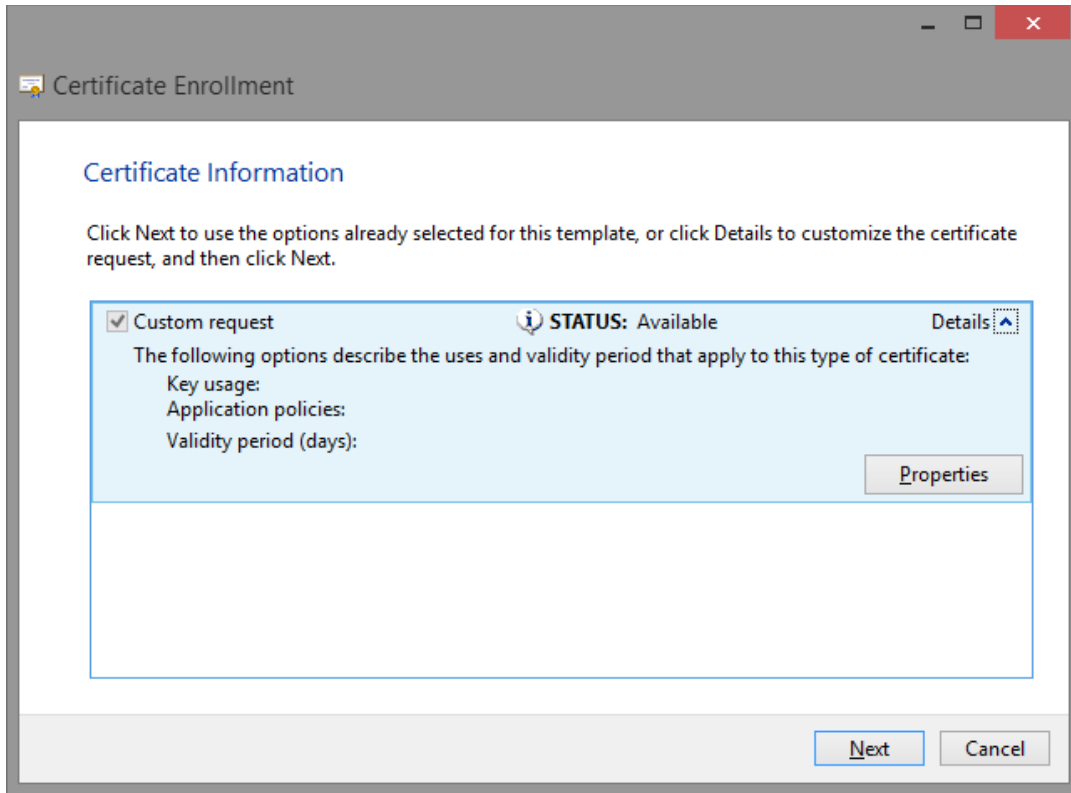 Certificate Enrollment
Certificate Information
Click Next to use the options already selected for this template, or click Details to customize the certificate
request, and then click Next.
Custom request STATUS: Available Details
The following options describe the uses and validity period that apply to this type of certificate:
Key usage:
Application policies:
Validity period (days):
Properties
Next Cancel